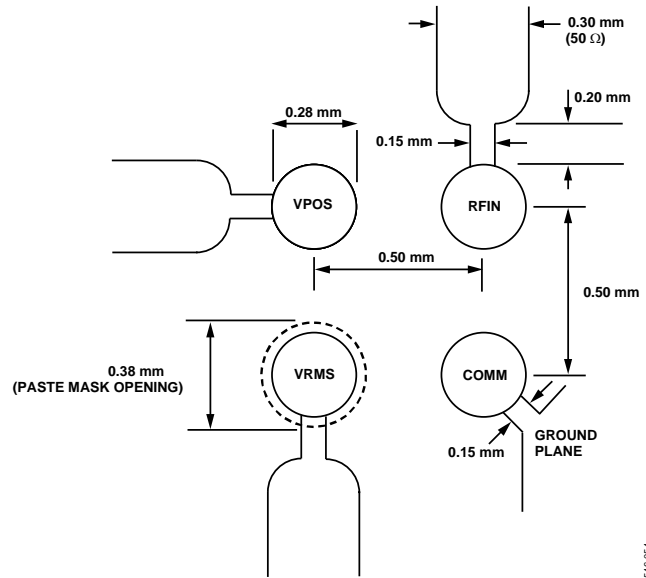 0.30 mm
(50 Ω)
0.20 mm
0.28 mm
0.15 mm
VPOS
RFIN
0.50 mm
0.50 mm
0.38 mm
(PASTE MASK OPENING)
VRMS
COMM
0.15 mm
GROUND
PLANE